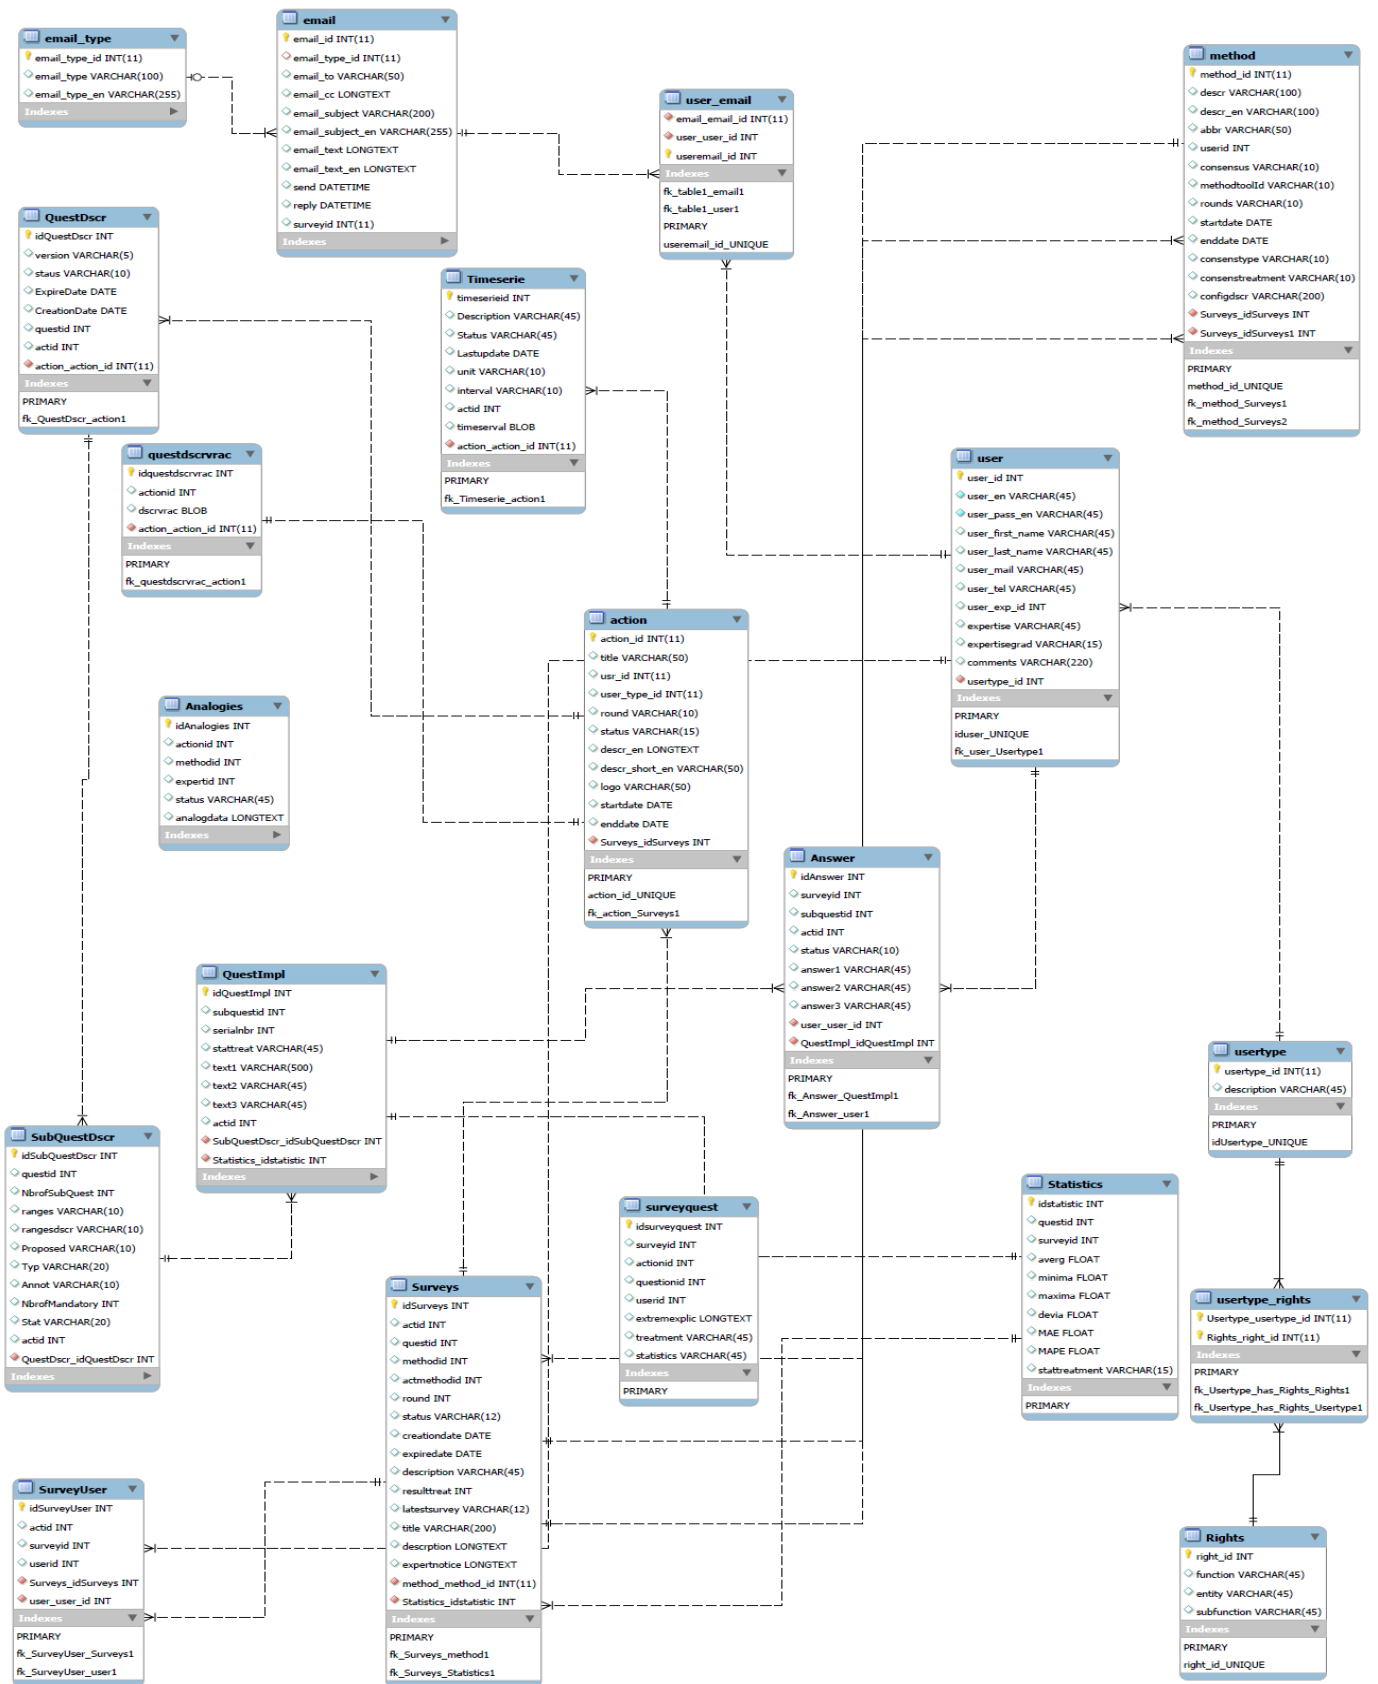 email_type
email_type_id INT(11)
email_type VARCHAR(100)
email_type_en VARCHAR(255)
Indexes
email
email_id INT(11)
email_type_id INT(11)
email_to VARCHAR(50)
email_cc LONGTEXT
email_subject VARCHAR(200)
email_subject_en VARCHAR(255)
email_text LONGTEXT
email_text_en LONGTEXT
send DATETIME
reply DATETIME
surveyid INT(11)
Indexes
user_email
email_email_id INT(11)
user_user_id INT
useremail_id INT
Indexes
fk_table1_email1
fk_table1_user1
PRIMARY
useremail_id_UNIQUE
method
method_id INT(11)
descr VARCHAR(100)
descr_en VARCHAR(100)
abbr VARCHAR(50)
userid INT
consensus VARCHAR(10)
methodtoolId VARCHAR(10)
rounds VARCHAR(10)
startdate DATE
enddate DATE
consenstype VARCHAR(10)
consenstreatment VARCHAR(10)
configdscr VARCHAR(200)
Surveys_idSurveys INT
Surveys_idSurveys1 INT
Indexes
PRIMARY
method_id_UNIQUE
fk_method_Surveys1
fk_method_Surveys2
QuestDscr
idQuestDscr INT
version VARCHAR(5)
staus VARCHAR(10)
ExpireDate DATE
CreationDate DATE
questid INT
actid INT
action_action_id INT(11)
Indexes
PRIMARY
fk_QuestDscr_action1
Timeserie
timeserieid INT
Description VARCHAR(45)
Status VARCHAR(45)
Lastupdate DATE
unit VARCHAR(10)
interval VARCHAR(10)
actid INT
timeserval BLOB
action_action_id INT(11)
Indexes
PRIMARY
fk_Timeserie_action1
questdscrvrac
idquestdscrvrac INT
actionid INT
dscrvrac BLOB
action_action_id INT(11)
Indexes
PRIMARY
fk_questdscrvrac_action1
user
user_id INT
user_en VARCHAR(45)
user_pass_en VARCHAR(45)
user_first_name VARCHAR(45)
user_last_name VARCHAR(45)
user_mail VARCHAR(45)
user_tel VARCHAR(45)
user_exp_id INT
expertise VARCHAR(45)
expertisegrad VARCHAR(15)
comments VARCHAR(220)
usertype_id INT
Indexes
PRIMARY
iduser_UNIQUE
fk_user_Usertype1
action
action_id INT(11)
title VARCHAR(50)
usr_id INT(11)
user_type_id INT(11)
round VARCHAR(10)
status VARCHAR(15)
descr_en LONGTEXT
descr_short_en VARCHAR(50)
logo VARCHAR(50)
startdate DATE
enddate DATE
Surveys_idSurveys INT
Indexes
PRIMARY
action_id_UNIQUE
fk_action_Surveys1
Analogies
idAnalogies INT
actionid INT
methodid INT
expertid INT
status VARCHAR(45)
analogdata LONGTEXT
Indexes
Answer
idAnswer INT
surveyid INT
subquestid INT
actid INT
status VARCHAR(10)
answer1 VARCHAR(45)
answer2 VARCHAR(45)
answer3 VARCHAR(45)
user_user_id INT
QuestImpl_idQuestImpl INT
Indexes
PRIMARY
fk_Answer_QuestImpl1
fk_Answer_user1
QuestImpl
idQuestImpl INT
subquestid INT
serialnbr INT
stattreat VARCHAR(45)
text1 VARCHAR(500)
text2 VARCHAR(45)
text3 VARCHAR(45)
actid INT
SubQuestDscr_idSubQuestDscr INT
Statistics_idstatistic INT
Indexes
usertype
usertype_id INT(11)
description VARCHAR(45)
Indexes
PRIMARY
idUsertype_UNIQUE
SubQuestDscr
idSubQuestDscr INT
questid INT
NbrofSubQuest INT
ranges VARCHAR(10)
rangesdscr VARCHAR(10)
Proposed VARCHAR(10)
Typ VARCHAR(20)
Annot VARCHAR(10)
NbrofMandatory INT
Stat VARCHAR(20)
actid INT
QuestDscr_idQuestDscr INT
Indexes
surveyquest
idsurveyquest INT
surveyid INT
actionid INT
questionid INT
userid INT
extremexplic LONGTEXT
treatment VARCHAR(45)
statistics VARCHAR(45)
Indexes
PRIMARY
Statistics
idstatistic INT
questid INT
surveyid INT
averg FLOAT
minima FLOAT
maxima FLOAT
devia FLOAT
MAE FLOAT
MAPE FLOAT
stattreatment VARCHAR(15)
Indexes
PRIMARY
usertype_rights
Usertype_usertype_id INT(11)
Rights_right_id INT(11)
Indexes
PRIMARY
fk_Usertype_has_Rights_Rights1
fk_Usertype_has_Rights_Usertype1
Surveys
idSurveys INT
actid INT
questid INT
methodid INT
actmethodid INT
round INT
status VARCHAR(12)
creationdate DATE
expiredate DATE
description VARCHAR(45)
resulttreat INT
latestsurvey VARCHAR(12)
title VARCHAR(200)
descrption LONGTEXT
expertnotice LONGTEXT
method_method_id INT(11)
Statistics_idstatistic INT
Indexes
PRIMARY
fk_Surveys_method1
fk_Surveys_Statistics1
SurveyUser
idSurveyUser INT
actid INT
surveyid INT
userid INT
Surveys_idSurveys INT
user_user_id INT
Indexes
PRIMARY
fk_SurveyUser_Surveys1
fk_SurveyUser_user1
Rights
right_id INT
function VARCHAR(45)
entity VARCHAR(45)
subfunction VARCHAR(45)
Indexes
PRIMARY
right_id_UNIQUE